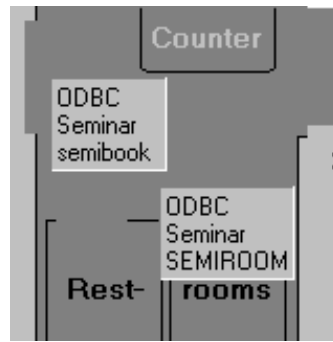 Counter
ODBC
Seminar
semibook
ODBC
Seminar
SEMIROOM
Rest- rooms